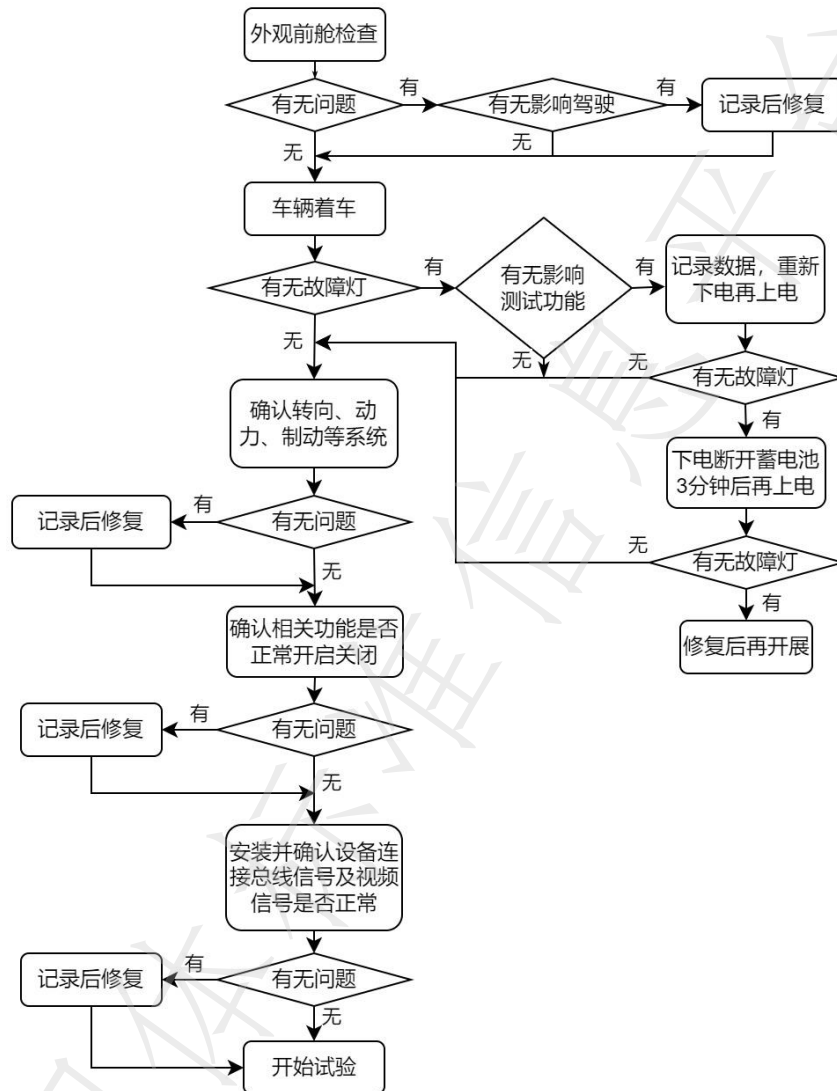 外观前舱检查
有无问题
有
有无影响驾驶
有
记录后修复
无
无
车辆着车
有无故障灯
有
有无影响
测试功能
有
记录数据，重新
下电再上电
无
无
无
有无故障灯
有
确认转向、动
力、制动等系统
下电断开蓄电池
3分钟后再上电
记录后修复
有
有无问题
无
无
有无故障灯
有
确认相关功能是否
正常开启关闭
修复后再开展
记录后修复
有
有无问题
无
安装并确认设备连
接总线信号及视频
信号是否正常
记录后修复
有
有无问题
无
开始试验
体标准信息平